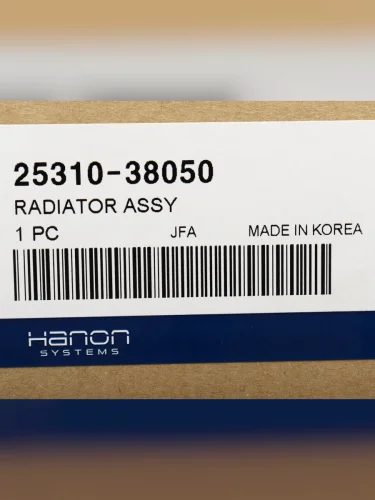 25310-38050
RADIATOR ASSY
1 PC JFA MADE IN KOREA
Hanon
SYSTEMS